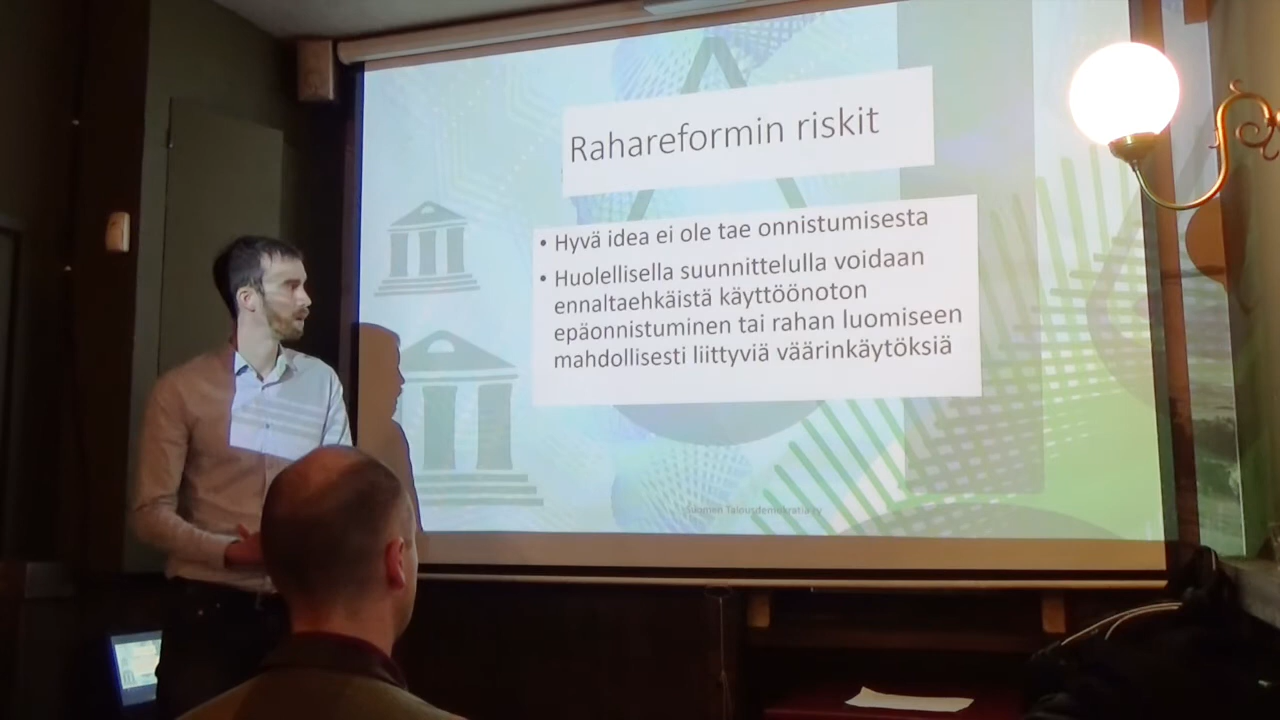 Rahareformin riskit
• Hyvä idea ei ole tae onnistumisesta
• Huolellisella suunnittelulla voidaan
ennaltaehkäistä käyttöönoton
epäonnistuminen tai rahan luomiseen
mahdollisesti liittyviä väärinkäytöksiä
Suomen Talousdemokratia ry